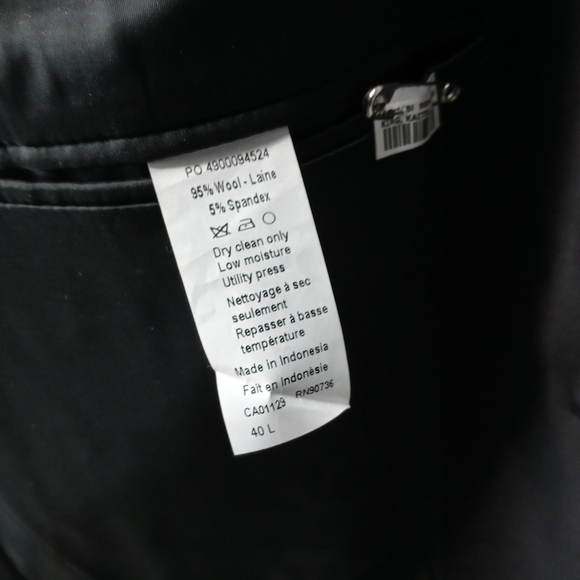 PO 4900094524
95% Wool - Laine
5% Spandex
Dry clean only
Low moisture
Utility press
Nettoyage à sec
seulement
Repasser à basse
température
Made in Indonesia
Fait en Indonésie
CA01129 RN90736
40 L